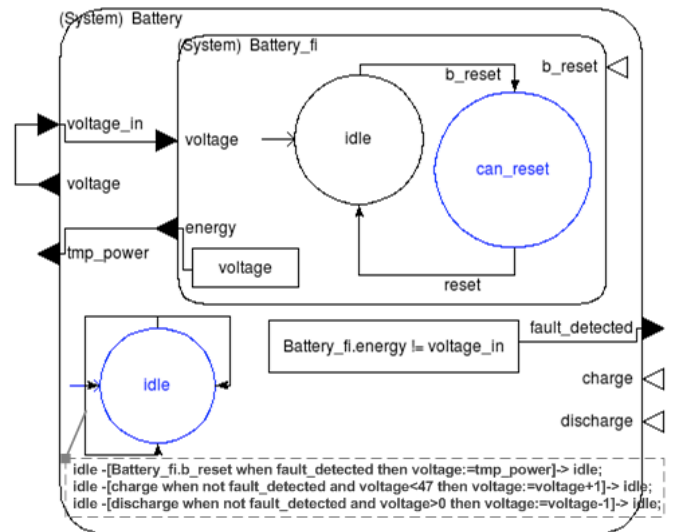 (System) Battery
(System) Battery_fi
b_reset
b_reset
voltage_in
voltage
idle
can_reset
voltage
energy
tmp_power
voltage
reset
fault_detected
Battery_fi.energy != voltage_in
idle
charge
discharge
idle -[Battery_fi.b_reset when fault_detected then voltage:=tmp_power]-> idle;
idle -[charge when not fault_detected and voltage<47 then voltage:=voltage+1]-> idle;
idle -[discharge when not fault_detected and voltage>0 then voltage:=voltage-1]-> idle;